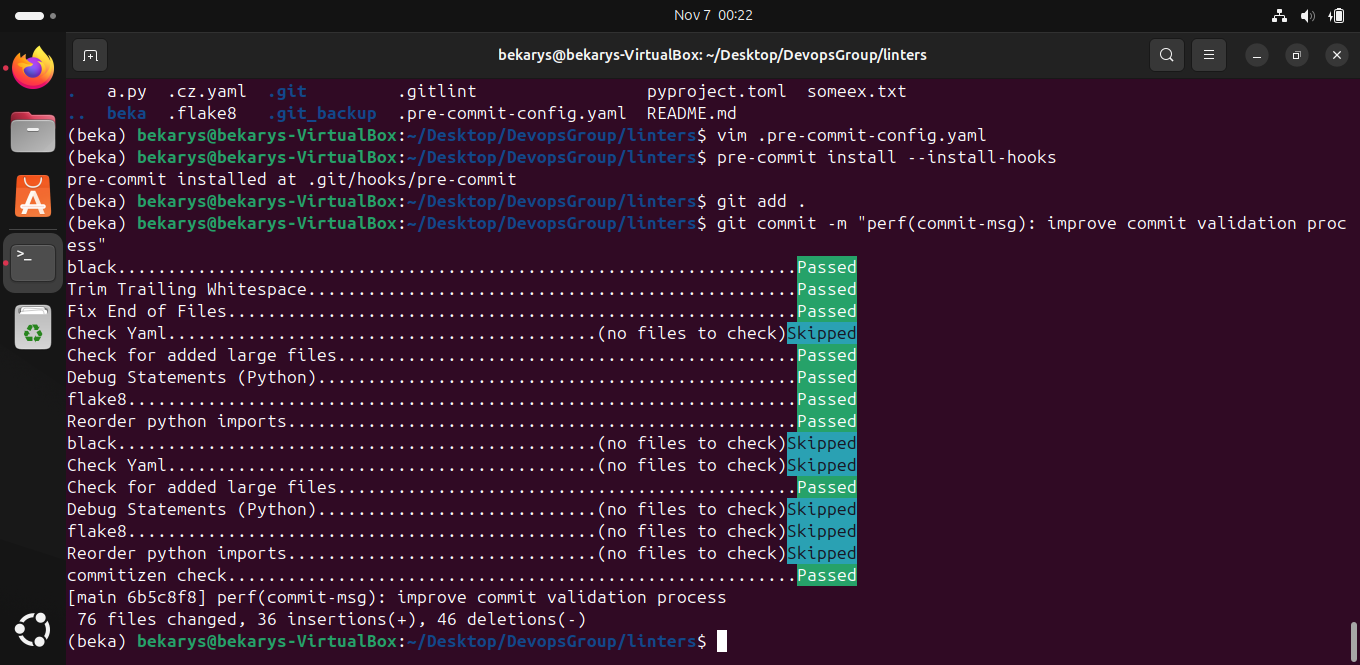 Nov 7  00:22
bekarys@bekarys-VirtualBox: ~/Desktop/DevopsGroup/linters
.   a.py  .cz.yaml  .git         .gitlint                 pyproject.toml  someex.txt
..  beka  .flake8   .git_backup  .pre-commit-config.yaml  README.md
(beka) bekarys@bekarys-VirtualBox:~/Desktop/DevopsGroup/linters$ vim .pre-commit-config.yaml
(beka) bekarys@bekarys-VirtualBox:~/Desktop/DevopsGroup/linters$ pre-commit install --install-hooks
pre-commit installed at .git/hooks/pre-commit
(beka) bekarys@bekarys-VirtualBox:~/Desktop/DevopsGroup/linters$ git add .
(beka) bekarys@bekarys-VirtualBox:~/Desktop/DevopsGroup/linters$ git commit -m "perf(commit-msg): improve commit validation proc
ess"
black....................................................................Passed
Trim Trailing Whitespace.................................................Passed
Fix End of Files.........................................................Passed
Check Yaml...........................................(no files to check)Skipped
Check for added large files..............................................Passed
Debug Statements (Python)................................................Passed
flake8...................................................................Passed
Reorder python imports...................................................Passed
black................................................(no files to check)Skipped
Check Yaml...........................................(no files to check)Skipped
Check for added large files..............................................Passed
Debug Statements (Python)............................(no files to check)Skipped
flake8...............................................(no files to check)Skipped
Reorder python imports...............................(no files to check)Skipped
commitizen check.........................................................Passed
[main 6b5c8f8] perf(commit-msg): improve commit validation process
 76 files changed, 36 insertions(+), 46 deletions(-)
(beka) bekarys@bekarys-VirtualBox:~/Desktop/DevopsGroup/linters$